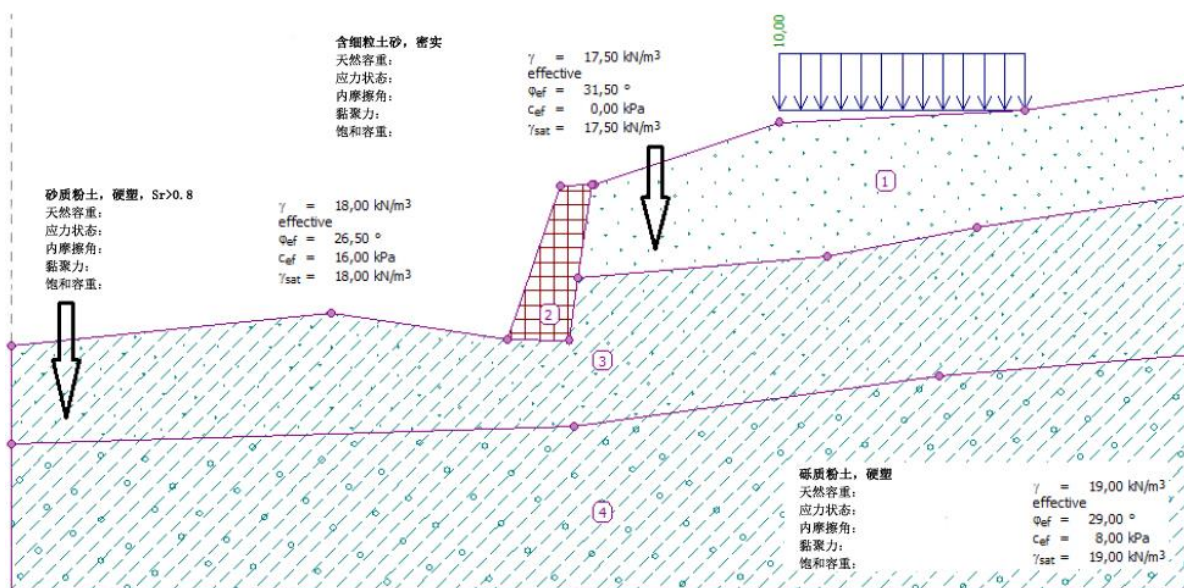 10,00
含细粒土砂，密实
天然容重： γ = 17,50 kN/m3
应力状态： effective
内摩擦角： φef = 31,50 °
黏聚力： cef = 0,00 kPa
饱和容重： γsat = 17,50 kN/m3
1
砂质粉土，硬塑，Sr>0.8
天然容重： γ = 18,00 kN/m3
应力状态： effective
内摩擦角： φef = 26,50 °
黏聚力： cef = 16,00 kPa
饱和容重： γsat = 18,00 kN/m3
2
3
砾质粉土，硬塑
天然容重： γ = 19,00 kN/m3
应力状态： effective
内摩擦角： φef = 29,00 °
黏聚力： cef = 8,00 kPa
饱和容重： γsat = 19,00 kN/m3
4